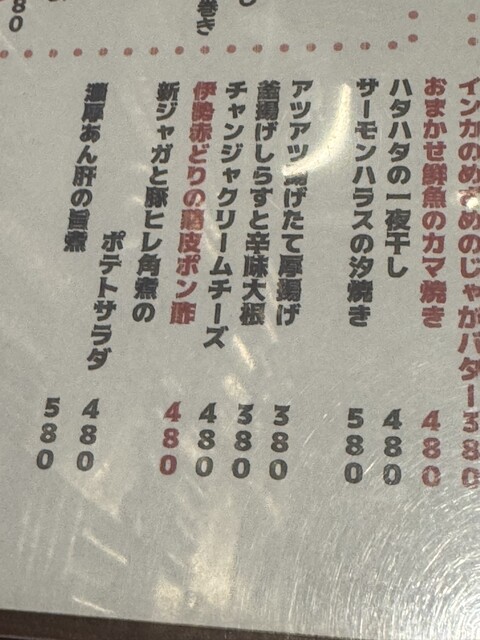 インカのめざめのじゃがバター380
おまかせ鮮魚のカマ焼き 480
ハタハタの一夜干し 480
サーモンハラスの汐焼き 580
アツアツ揚げたて厚揚げ 380
釜揚げしらすと辛味大根 380
チャンジャクリームチーズ 480
伊勢赤どりの鶏皮ポン酢 480
新ジャガと豚ヒレ角煮の
ポテトサラダ 480
濃厚あん肝の旨煮 580
巻き
80